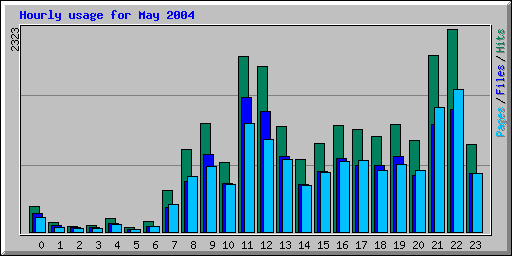 Hourly usage for May 2004
2323
Pages/Files/Hits
0 1 2 3 4 5 6 7 8 9 10 11 12 13 14 15 16 17 18 19 20 21 22 23